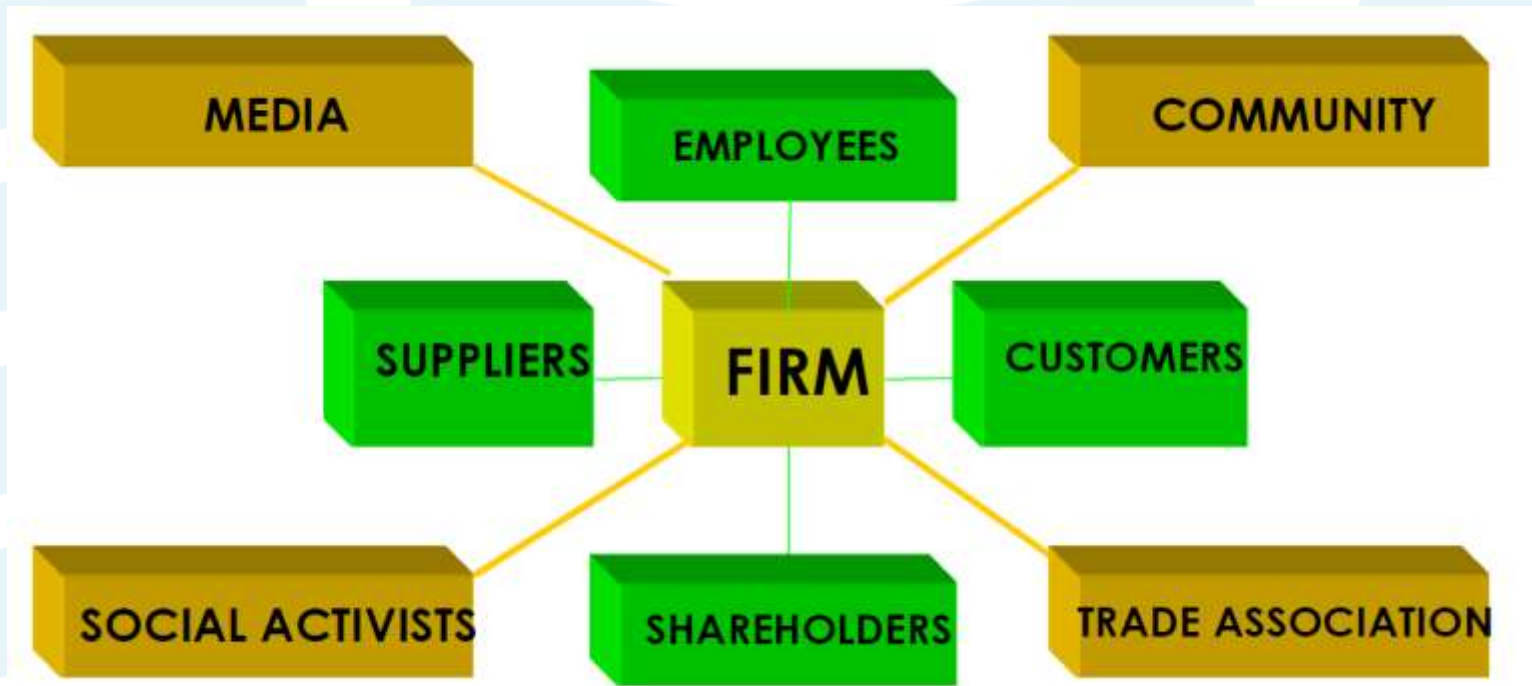 MEDIA
COMMUNITY
EMPLOYEES
SUPPLIERS
FIRM
CUSTOMERS
SOCIAL ACTIVISTS
SHAREHOLDERS
TRADE ASSOCIATION